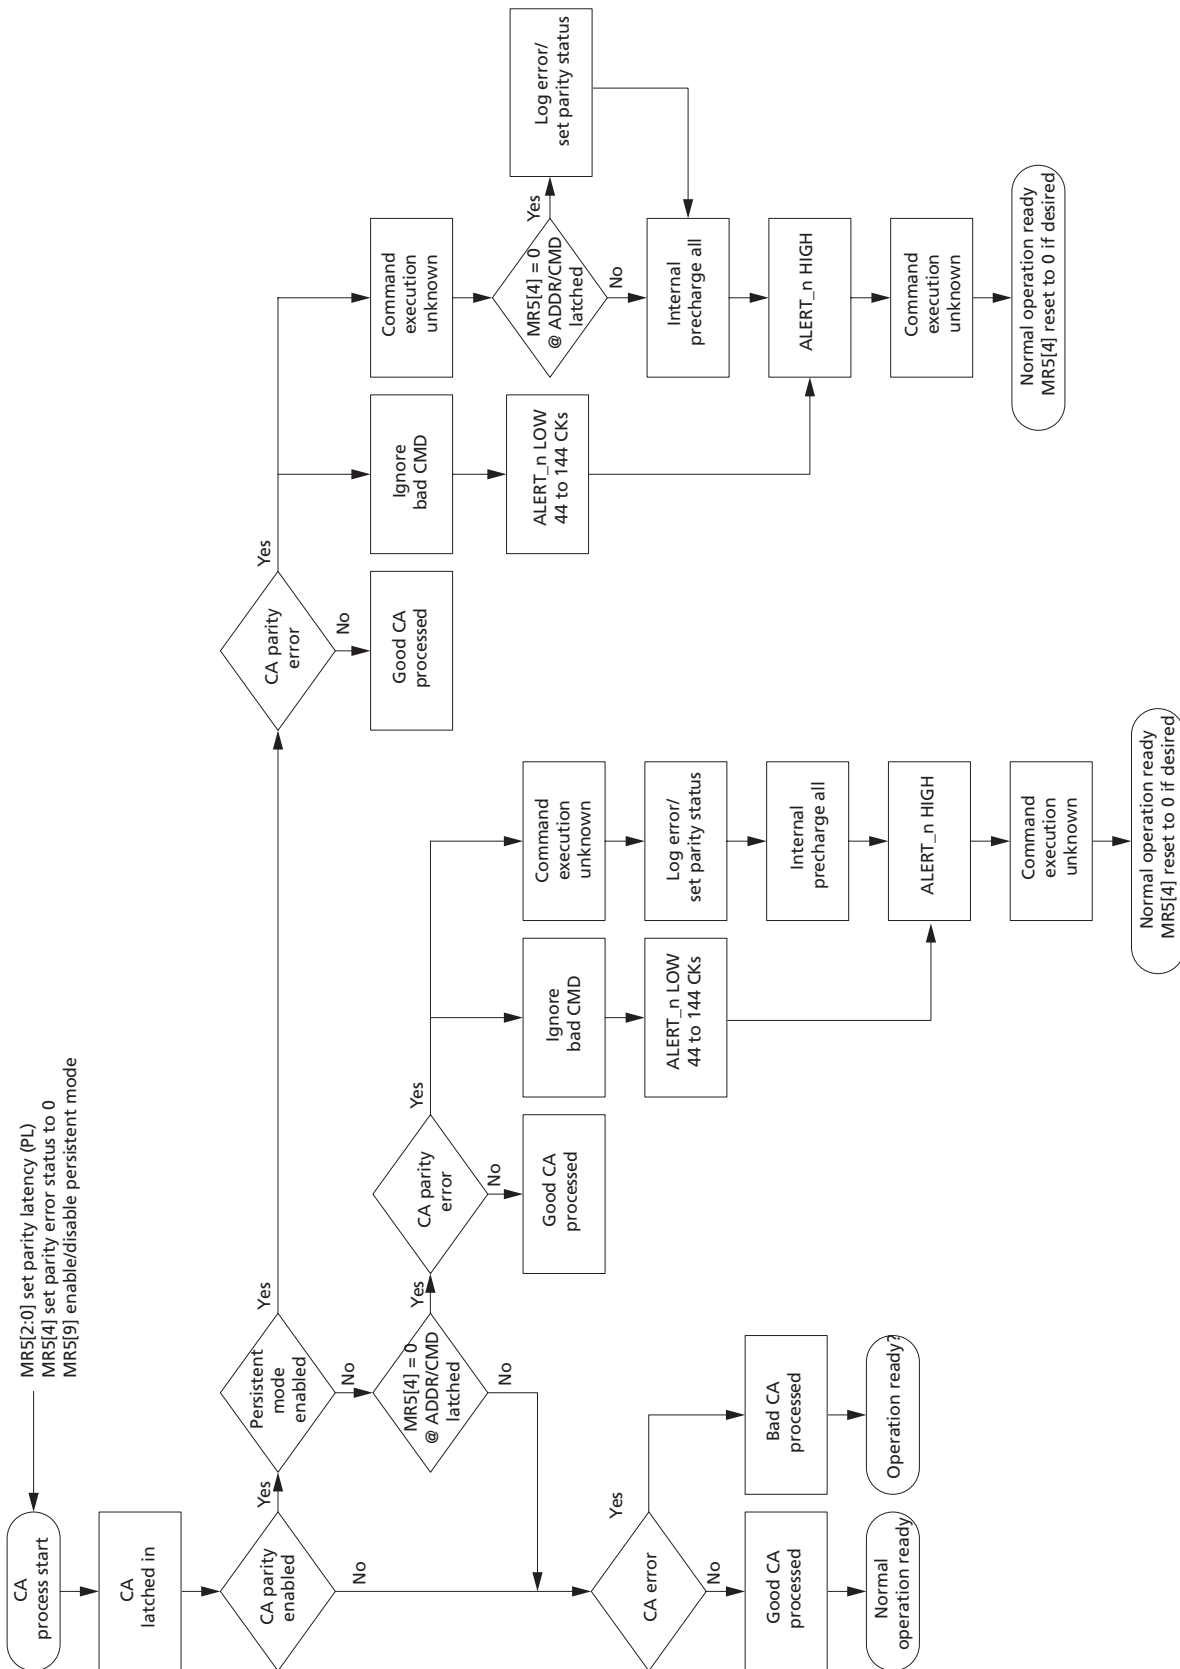 MR5[2:0] set parity latency (PL)
MR5[4] set parity error status to 0
MR5[9] enable/disable persistent mode
CA
process start
CA
latched in
CA parity
enabled
Yes
No
Persistent
mode
enabled
Yes
No
MR5[4] = 0
@ ADDR/CMD
latched
Yes
No
CA error
Yes
No
Good CA
processed
Normal
operation ready
Bad CA
processed
Operation ready?
CA parity
error
Yes
No
Good CA
processed
Ignore
bad CMD
ALERT_n LOW
44 to 144 CKs
Command
execution
unknown
Log error/
set parity status
Internal
precharge all
ALERT_n HIGH
Command
execution
unknown
Normal operation ready
MR5[4] reset to 0 if desired
CA parity
error
Yes
No
Good CA
processed
Ignore
bad CMD
ALERT_n LOW
44 to 144 CKs
Command
execution
unknown
MR5[4] = 0
@ ADDR/CMD
latched
Yes
No
Log error/
set parity status
Internal
precharge all
ALERT_n HIGH
Command
execution
unknown
Normal operation ready
MR5[4] reset to 0 if desired